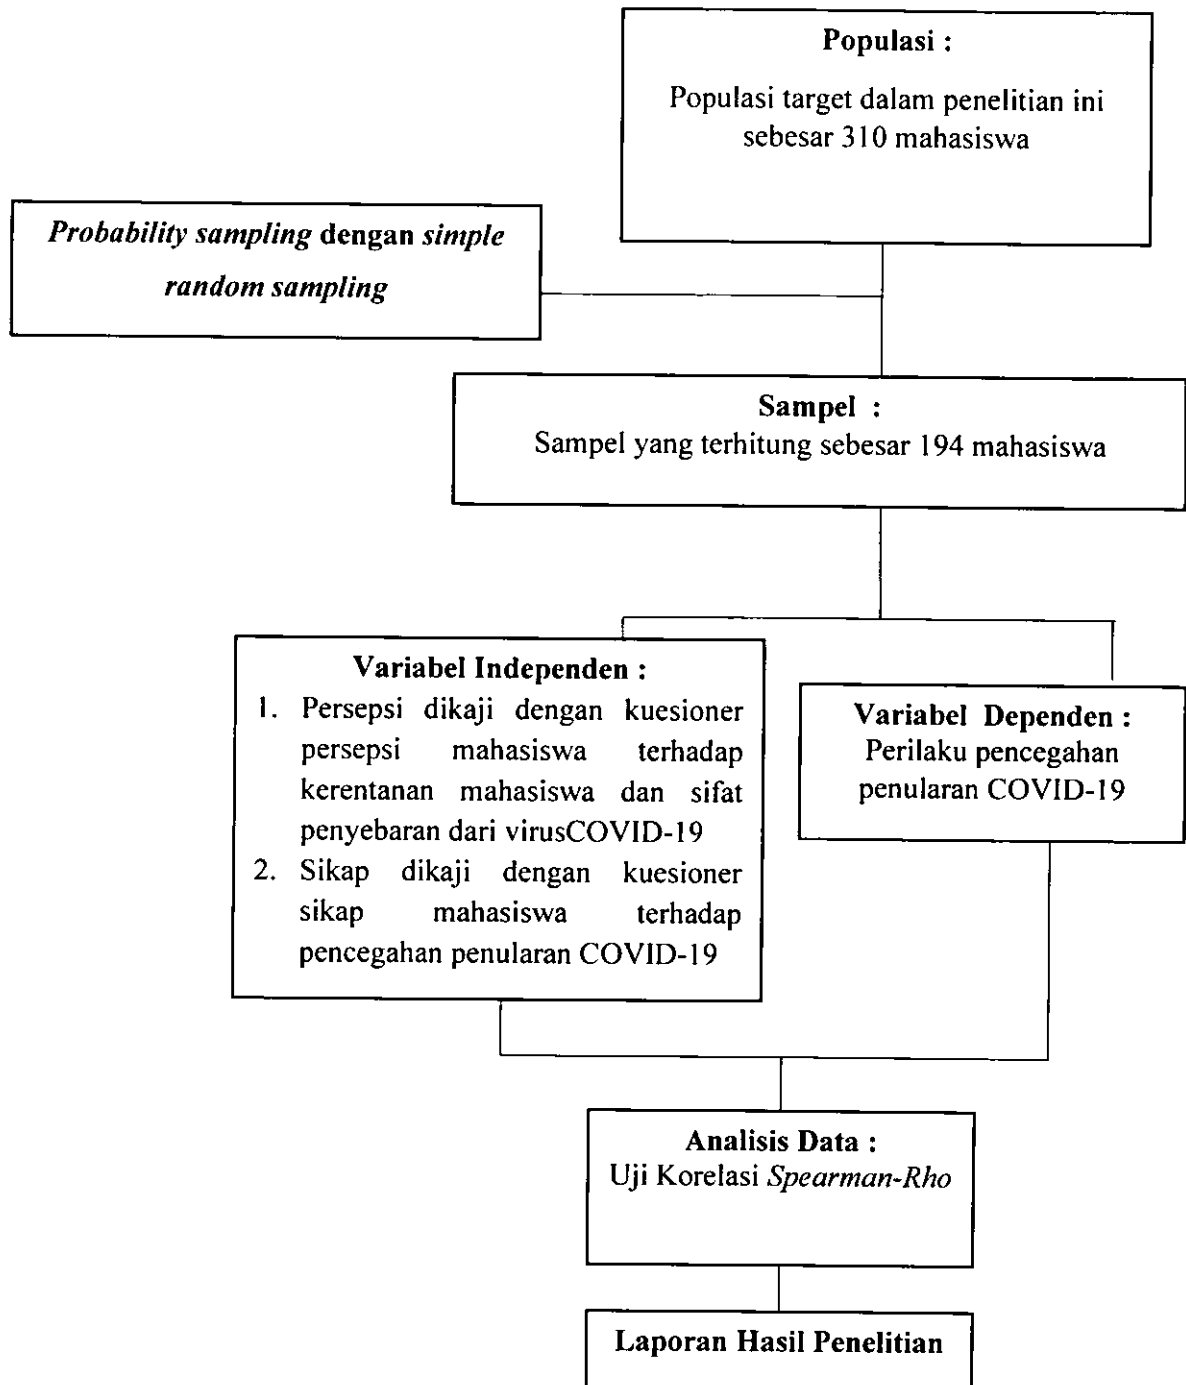 Populasi :
Populasi target dalam penelitian ini
sebesar 310 mahasiswa
Probability sampling dengan simple
random sampling
Sampel :
Sampel yang terhitung sebesar 194 mahasiswa
Variabel Independen :
1. Persepsi dikaji dengan kuesioner
persepsi mahasiswa terhadap
kerentanan mahasiswa dan sifat
penyebaran dari virusCOVID-19
2. Sikap dikaji dengan kuesioner
sikap mahasiswa terhadap
pencegahan penularan COVID-19
Variabel Dependen :
Perilaku pencegahan
penularan COVID-19
Analisis Data :
Uji Korelasi Spearman-Rho
Laporan Hasil Penelitian